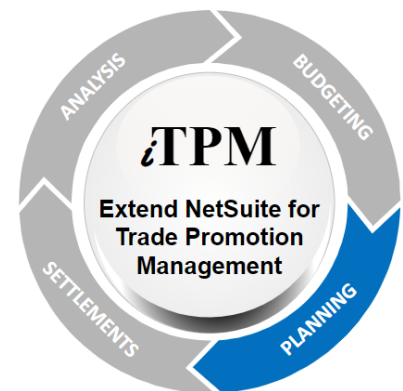 ANALYSIS
BUDGETING
iTPM
Extend NetSuite for
Trade Promotion
Management
SETTLEMENTS
PLANNING